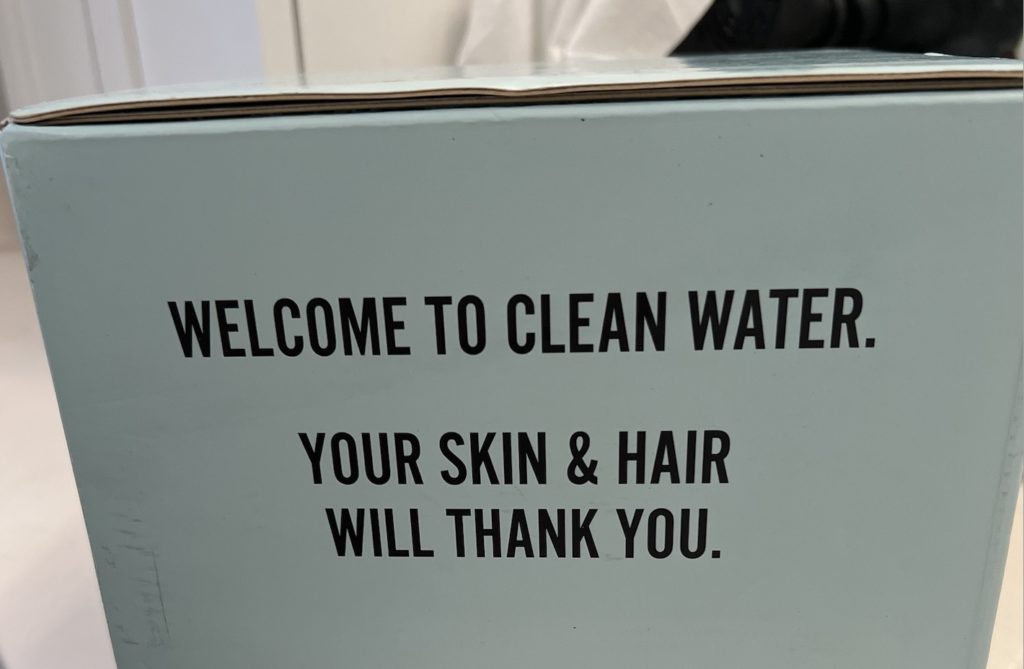 WELCOME TO CLEAN WATER.
YOUR SKIN & HAIR
WILL THANK YOU.